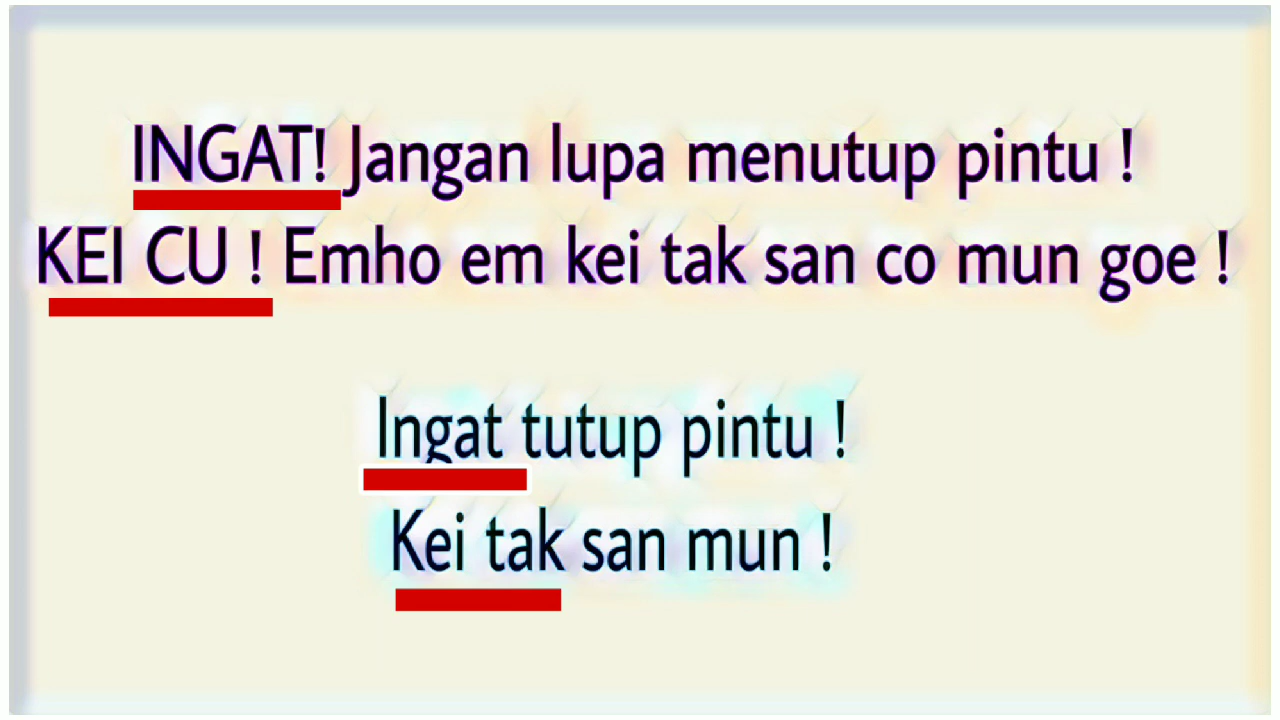 INGAT! Jangan lupa menutup pintu !
KEI CU ! Emho em kei tak san co mun goe !
Ingat tutup pintu !
Kei tak san mun !